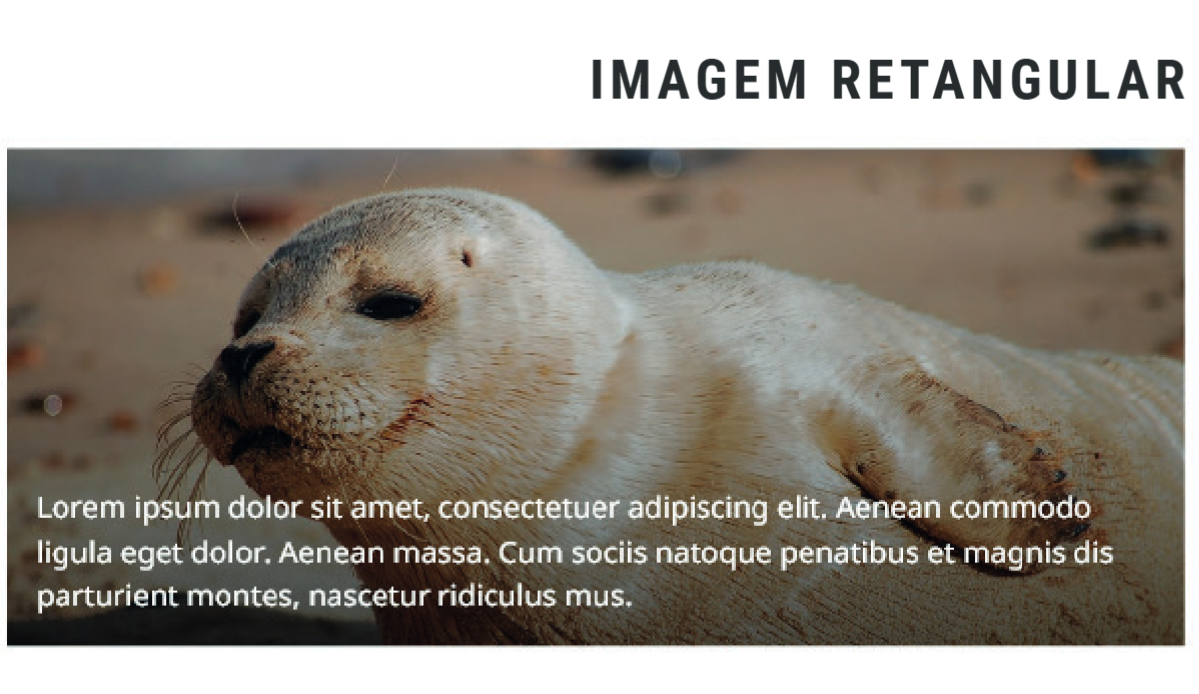 IMAGEM RETANGULAR
Lorem ipsum dolor sit amet, consectetuer adipiscing elit. Aenean commodo
ligula eget dolor. Aenean massa. Cum sociis natoque penatibus et magnis dis
parturient montes, nascetur ridiculus mus.